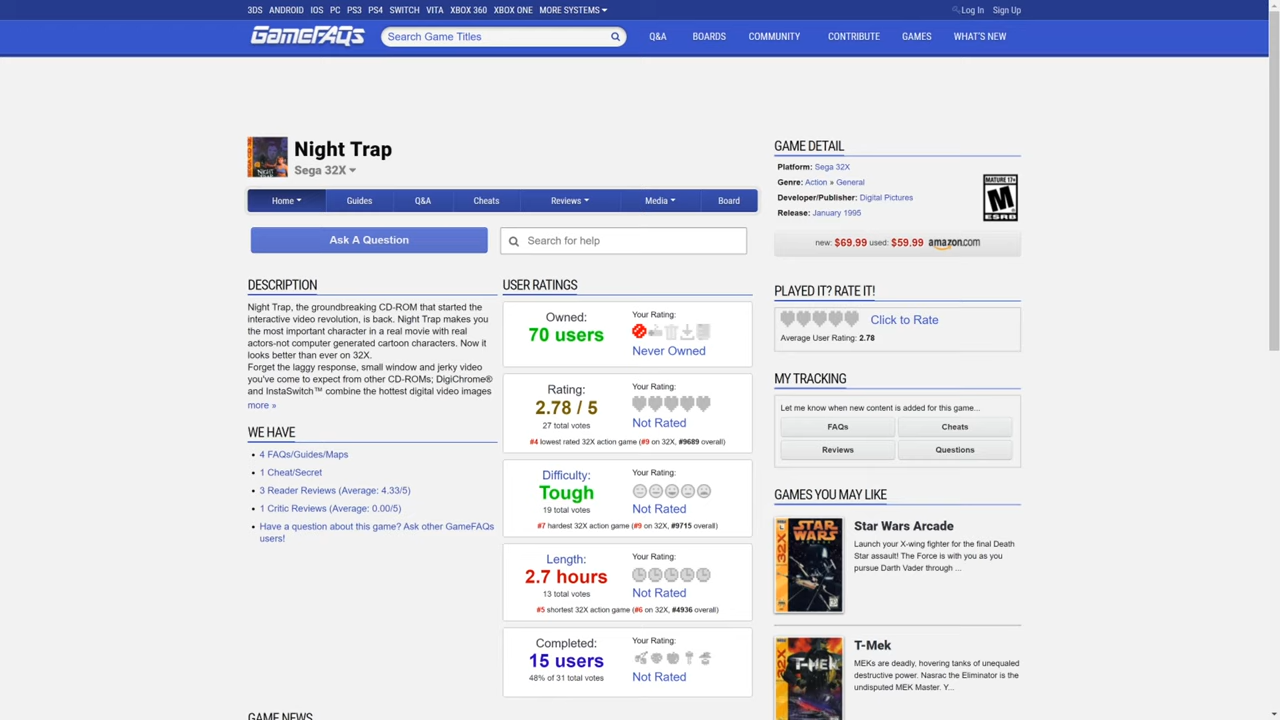 3DS ANDROID IOS PC PS3 PS4 SWITCH VITA XBOX 360 XBOX ONE MORE SYSTEMS
Log In Sign Up
GameFAQs
Search Game Titles
Q&A BOARDS COMMUNITY CONTRIBUTE GAMES WHAT'S NEW
Night Trap
Sega 32X
Home Guides Q&A Cheats Reviews Media Board
Ask A Question
Search for help
DESCRIPTION
Night Trap, the groundbreaking CD-ROM that started the
interactive video revolution, is back. Night Trap makes you
the most important character in a real movie with real
actors-not computer generated cartoon characters. Now it
looks better than ever on 32X.
Forget the laggy response, small window and jerky video
you've come to expect from other CD-ROMs; DigiChrome®
and InstaSwitch™ combine the hottest digital video images
more »
WE HAVE
4 FAQs/Guides/Maps
1 Cheat/Secret
3 Reader Reviews (Average: 4.33/5)
1 Critic Reviews (Average: 0.00/5)
Have a question about this game? Ask other GameFAQs
users!
GAME NEWS
USER RATINGS
Owned:
70 users
Your Rating:
Never Owned
Rating:
2.78 / 5
27 total votes
Your Rating:
Not Rated
#4 lowest rated 32X action game (#9 on 32X, #9689 overall)
Difficulty:
Tough
19 total votes
Your Rating:
Not Rated
#7 hardest 32X action game (#9 on 32X, #9715 overall)
Length:
2.7 hours
13 total votes
Your Rating:
Not Rated
#5 shortest 32X action game (#6 on 32X, #4936 overall)
Completed:
15 users
48% of 31 total votes
Your Rating:
Not Rated
GAME DETAIL
Platform: Sega 32X
Genre: Action » General
Developer/Publisher: Digital Pictures
Release: January 1995
MATURE 17+
M
ESRB
new: $69.99 used: $59.99 amazon.com
PLAYED IT? RATE IT!
Click to Rate
Average User Rating: 2.78
MY TRACKING
Let me know when new content is added for this game...
FAQs Cheats
Reviews Questions
GAMES YOU MAY LIKE
STAR WARS
ARCADE
32X
Star Wars Arcade
Launch your X-wing fighter for the final Death
Star assault! The Force is with you as you
pursue Darth Vader through ...
T-MEK
32X
T-Mek
MEKs are deadly, hovering tanks of unequaled
destructive power. Nasrac the Eliminator is the
undisputed MEK Master. Y...